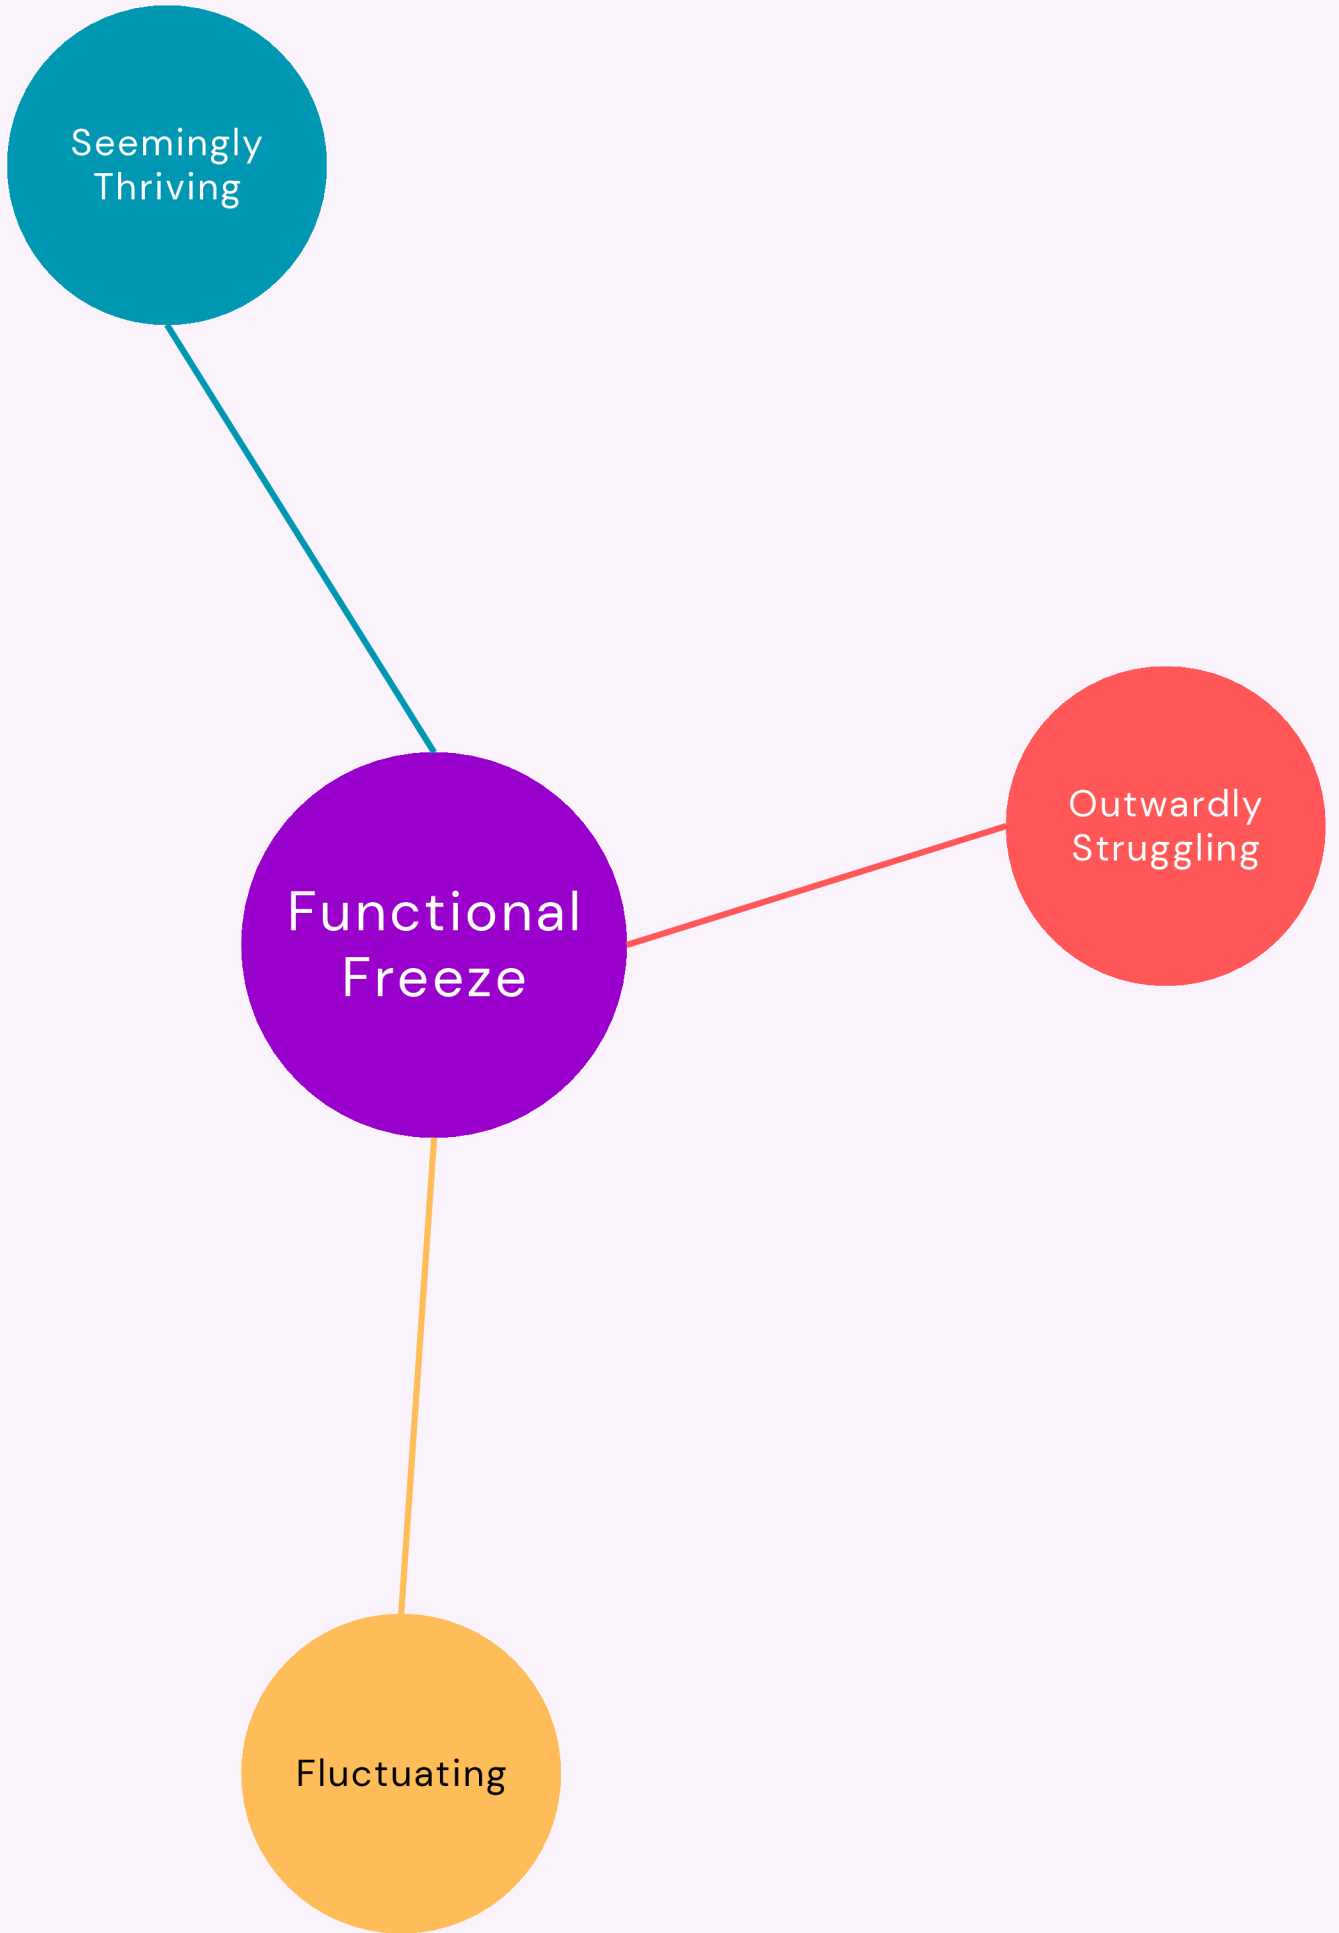 Seemingly
Thriving
Outwardly
Struggling
Functional
Freeze
Fluctuating